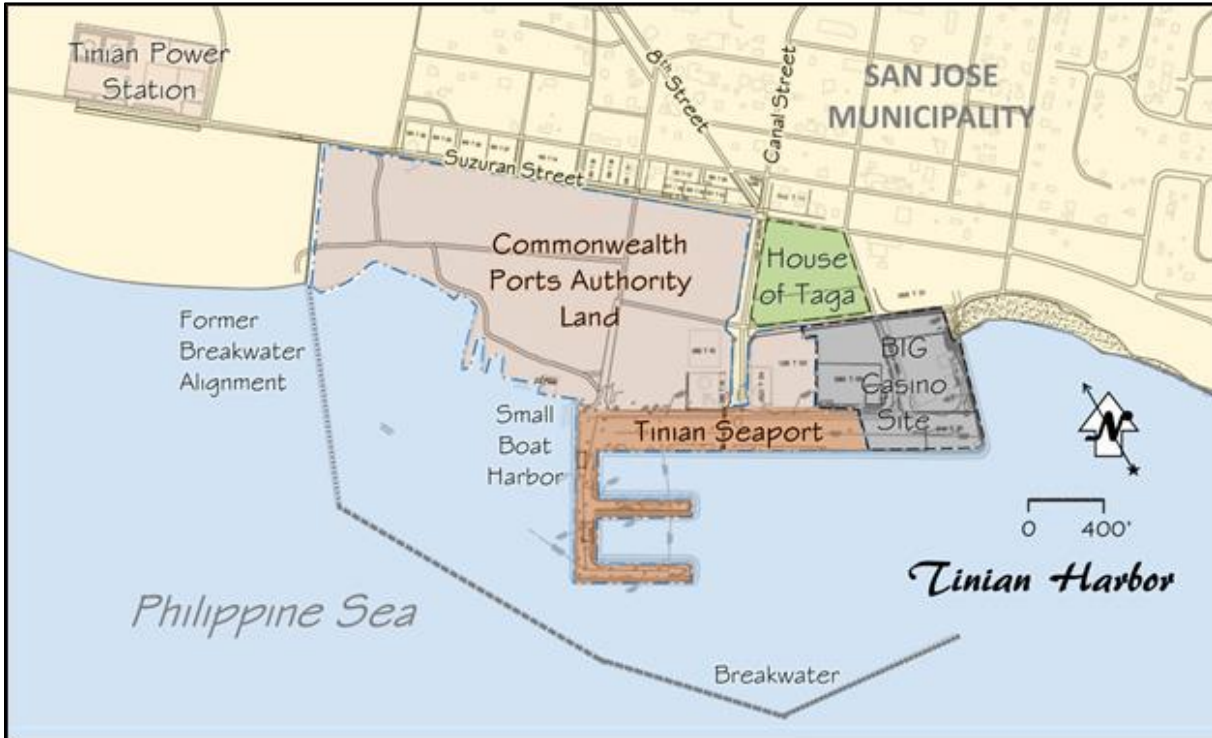 Tinian Power
Station
8th Street
Canal Street
SAN JOSE
MUNICIPALITY
Suzuran Street
Commonwealth
Ports Authority
Land
House
of Taga
Former
Breakwater
Alignment
BIG
Casino
Site
Small
Boat
Harbor
Tinian Seaport
N
0 400'
Tinian Harbor
Philippine Sea
Breakwater